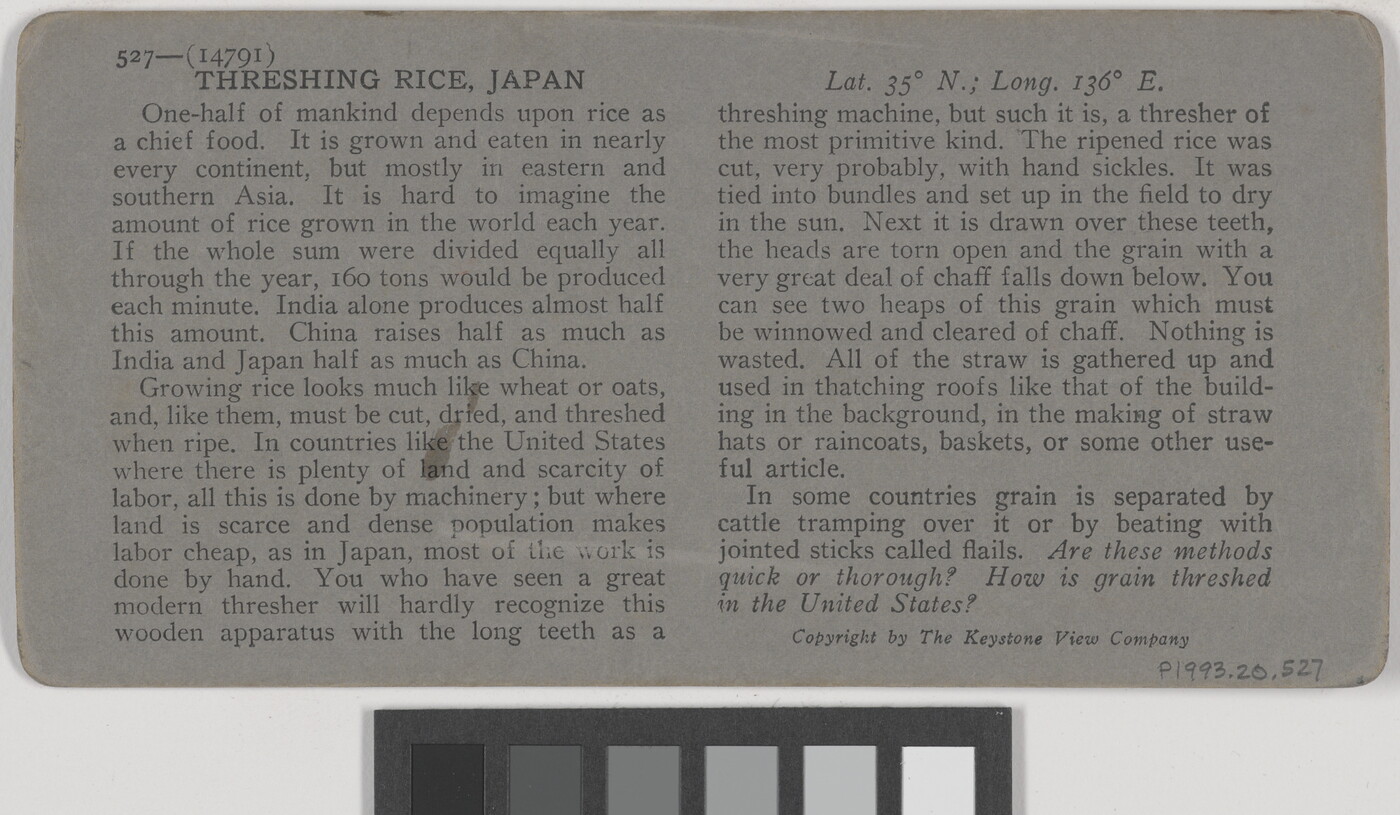 527—(14791)
THRESHING RICE, JAPAN
One-half of mankind depends upon rice as
a chief food. It is grown and eaten in nearly
every continent, but mostly in eastern and
southern Asia. It is hard to imagine the
amount of rice grown in the world each year.
If the whole sum were divided equally all
through the year, 160 tons would be produced
each minute. India alone produces almost half
this amount. China raises half as much as
India and Japan half as much as China.
Growing rice looks much like wheat or oats,
and, like them, must be cut, dried, and threshed
when ripe. In countries like the United States
where there is plenty of land and scarcity of
labor, all this is done by machinery; but where
land is scarce and dense population makes
labor cheap, as in Japan, most of the work is
done by hand. You who have seen a great
modern thresher will hardly recognize this
wooden apparatus with the long teeth as a
Lat. 35° N.; Long. 136° E.
threshing machine, but such it is, a thresher of
the most primitive kind. The ripened rice was
cut, very probably, with hand sickles. It was
tied into bundles and set up in the field to dry
in the sun. Next it is drawn over these teeth,
the heads are torn open and the grain with a
very great deal of chaff falls down below. You
can see two heaps of this grain which must
be winnowed and cleared of chaff. Nothing is
wasted. All of the straw is gathered up and
used in thatching roofs like that of the build-
ing in the background, in the making of straw
hats or raincoats, baskets, or some other use-
ful article.
In some countries grain is separated by
cattle tramping over it or by beating with
jointed sticks called flails. Are these methods
quick or thorough? How is grain threshed
in the United States?
Copyright by The Keystone View Company
P1993.20.527